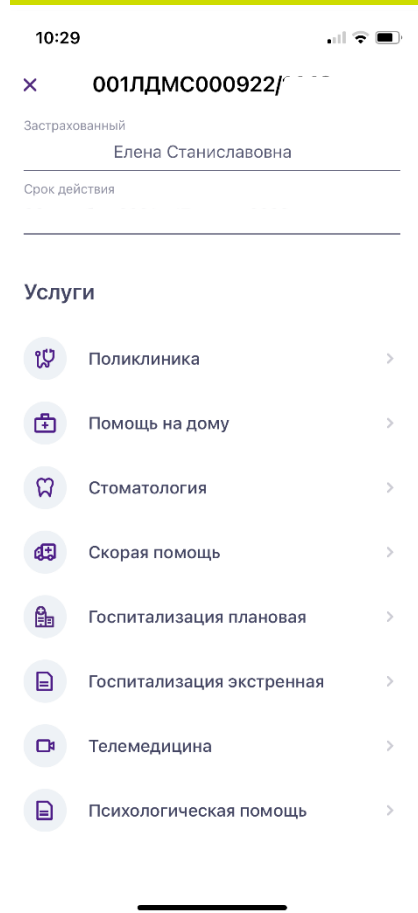 10:29
001ЛДМС000922/
Застрахованный
Елена Станиславовна
Срок действия
Услуги
Поликлиника
Помощь на дому
Стоматология
Скорая помощь
Госпитализация плановая
Госпитализация экстренная
Телемедицина
Психологическая помощь